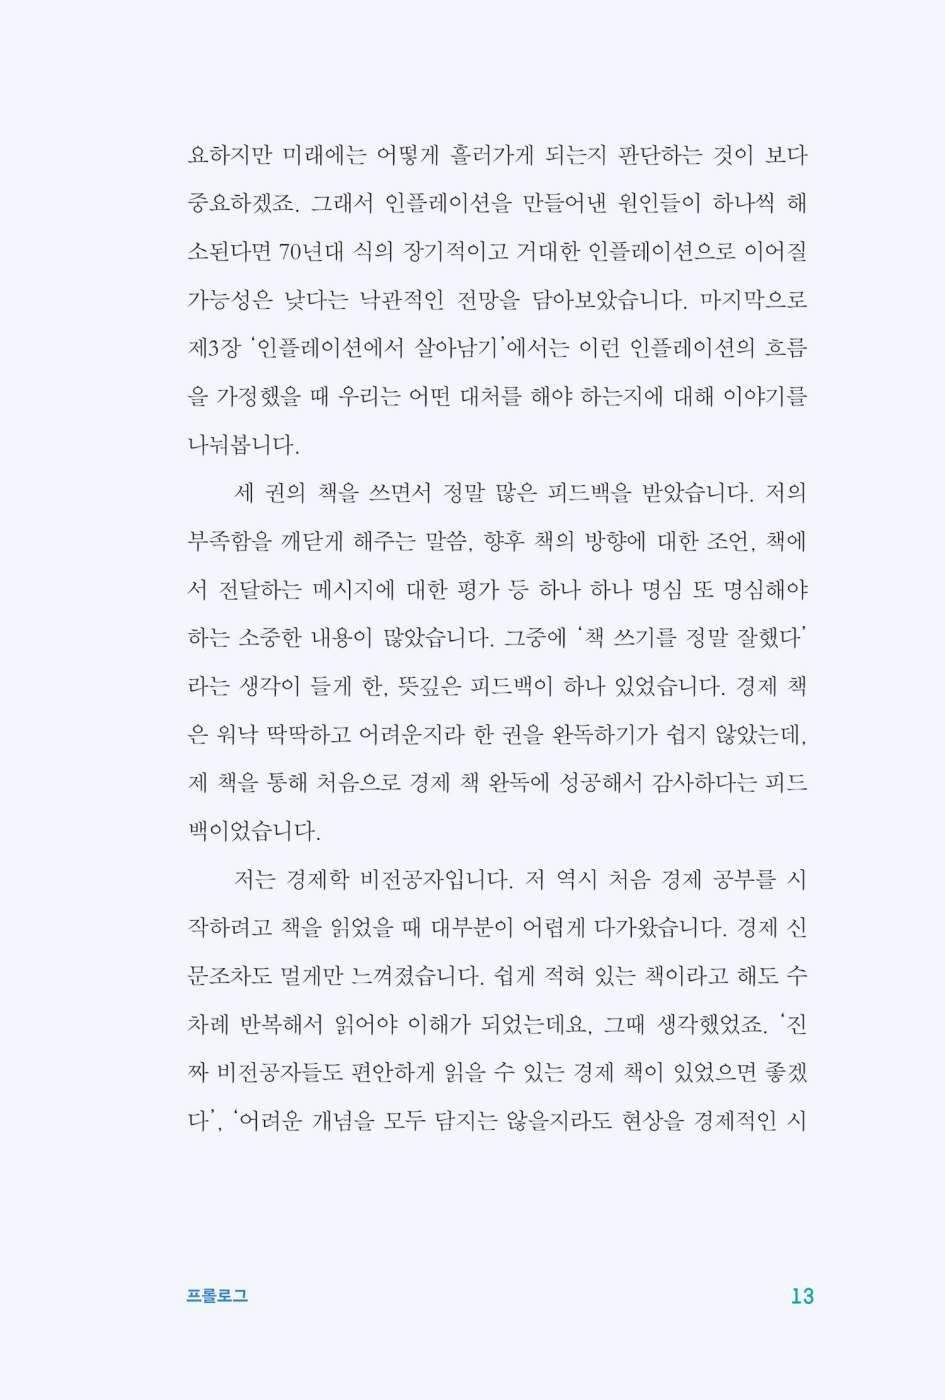 요하지만 미래에는 어떻게 흘러가게 되는지 판단하는 것이 보다
중요하겠죠. 그래서 인플레이션을 만들어낸 원인들이 하나씩 해
소된다면 70년대 식의 장기적이고 거대한 인플레이션으로 이어질
가능성은 낮다는 낙관적인 전망을 담아보았습니다. 마지막으로
제3장 ‘인플레이션에서 살아남기’에서는 이런 인플레이션의 흐름
을 가정했을 때 우리는 어떤 대처를 해야 하는지에 대해 이야기를
나눠봅니다.
세 권의 책을 쓰면서 정말 많은 피드백을 받았습니다. 저의
부족함을 깨닫게 해주는 말씀, 향후 책의 방향에 대한 조언, 책에
서 전달하는 메시지에 대한 평가 등 하나 하나 명심 또 명심해야
하는 소중한 내용이 많았습니다. 그중에 ‘책 쓰기를 정말 잘했다’
라는 생각이 들게 한, 뜻깊은 피드백이 하나 있었습니다. 경제 책
은 워낙 딱딱하고 어려운지라 한 권을 완독하기가 쉽지 않았는데,
제 책을 통해 처음으로 경제 책 완독에 성공해서 감사하다는 피드
백이었습니다.
저는 경제학 비전공자입니다. 저 역시 처음 경제 공부를 시
작하려고 책을 읽었을 때 대부분이 어렵게 다가왔습니다. 경제 신
문조차도 멀게만 느껴졌습니다. 쉽게 적혀 있는 책이라고 해도 수
차례 반복해서 읽어야 이해가 되었는데요, 그때 생각했었죠. ‘진
짜 비전공자들도 편안하게 읽을 수 있는 경제 책이 있었으면 좋겠
다’, ‘어려운 개념을 모두 담지는 않을지라도 현상을 경제적인 시
프롤로그
13